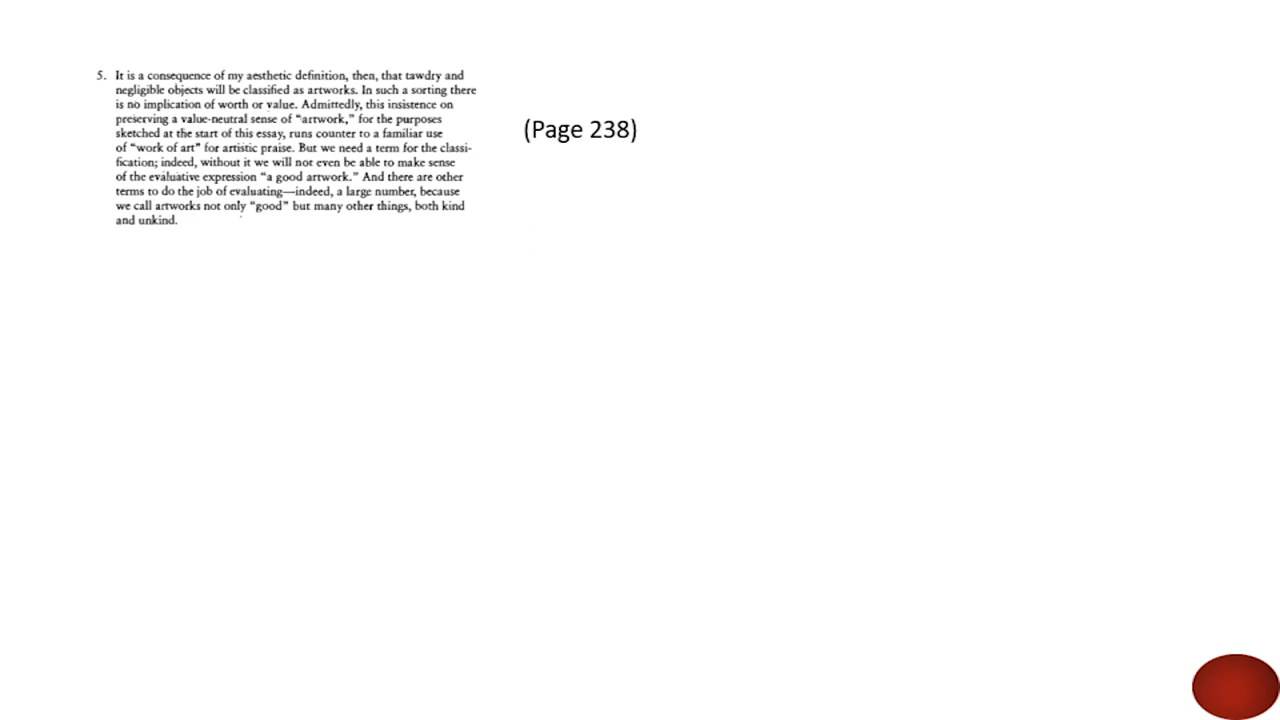 5. It is a consequence of my aesthetic definition, then, that tawdry and
negligible objects will be classified as artworks. In such a sorting there
is no implication of worth or value. Admittedly, this insistence on
preserving a value-neutral sense of “artwork,” for the purposes
sketched at the start of this essay, runs counter to a familiar use
of “work of art” for artistic praise. But we need a term for the classi-
fication; indeed, without it we will not even be able to make sense
of the evaluative expression “a good artwork.” And there are other
terms to do the job of evaluating—indeed, a large number, because
we call artworks not only “good” but many other things, both kind
and unkind.
(Page 238)